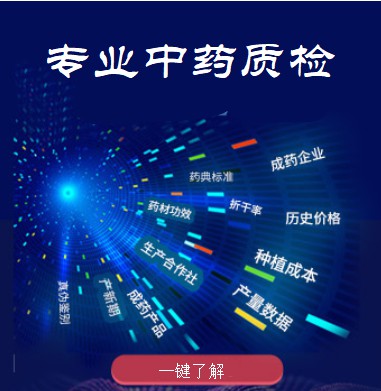 专业中药质检
成药企业
药典标准
药材功效
折干率
历史价格
生产合作社
种植成本
真伪鉴别
产新期
成药产品
产量数据
一键了解